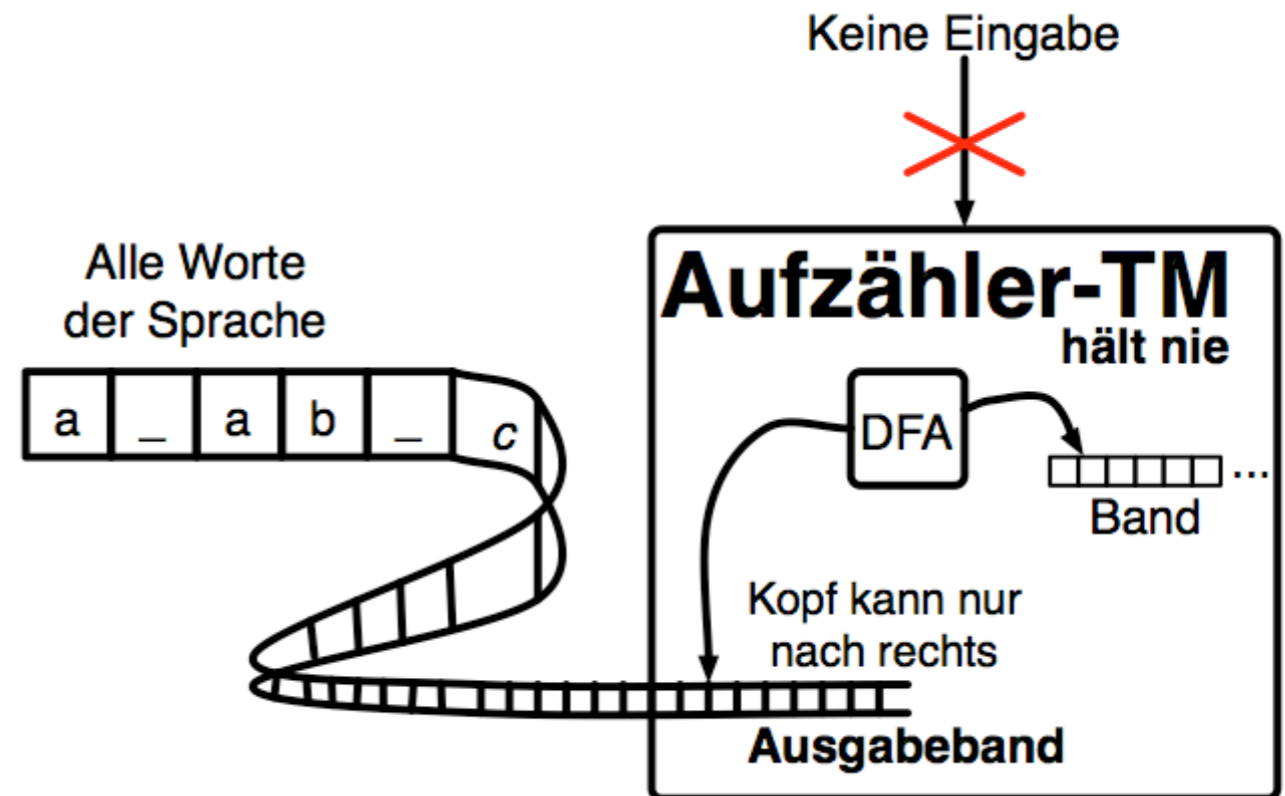 Keine Eingabe
Alle Worte
der Sprache
Aufzähler-TM
hält nie
a _ a b _ c
DFA
...
Band
Kopf kann nur
nach rechts
Ausgabeband